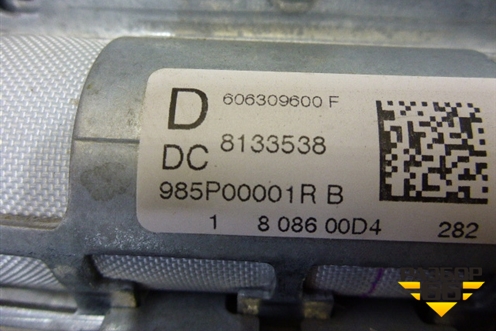 D 606309600 F
DC 8133538
985P00001R B
1 8 086 00D4 282